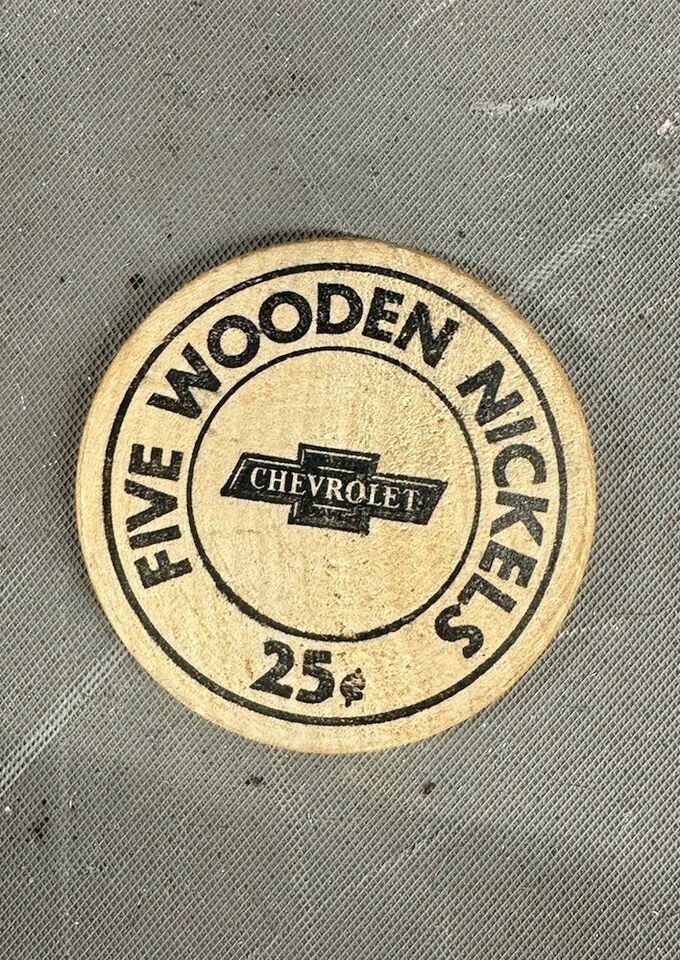 FIVE WOODEN NICKELS
CHEVROLET
25¢